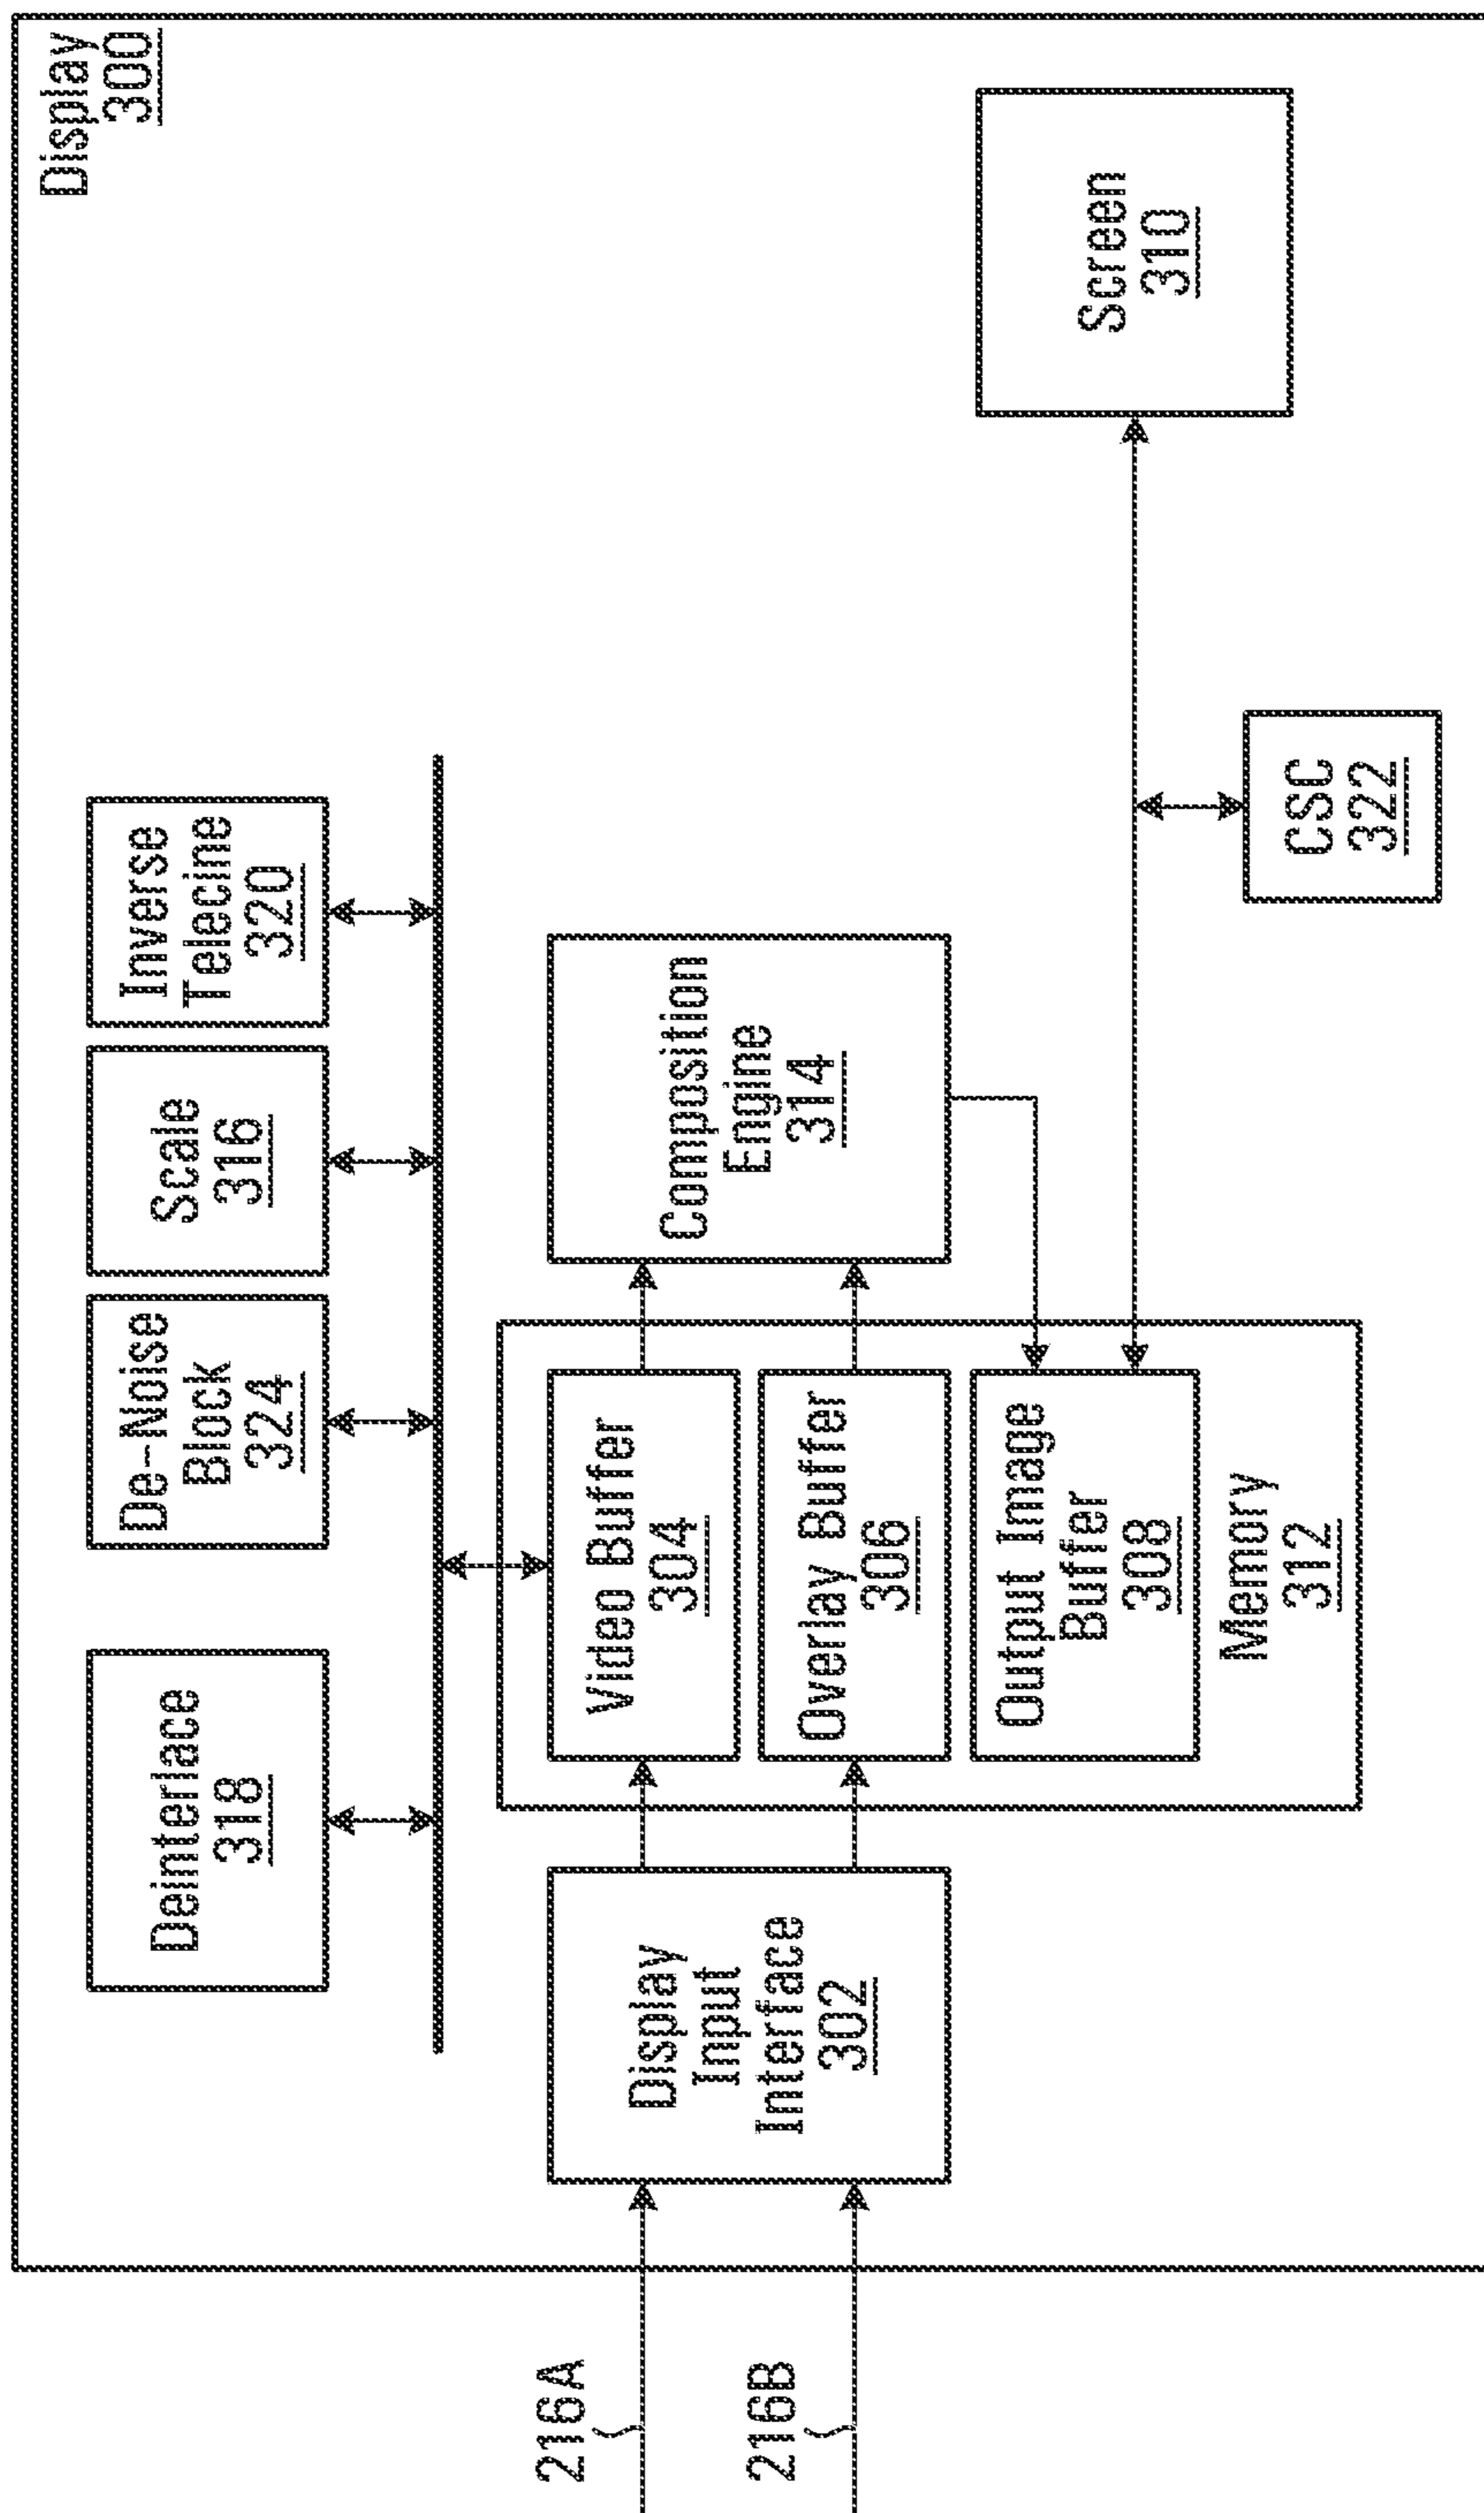 Display
300
Deinterlace
318
De-Noise
Block
324
Scale
316
Inverse
Telecine
320
216A
216B
Display
Input
Interface
302
Video Buffer
304
Overlay Buffer
306
Output Image
Buffer
308
Memory
312
Composition
Engine
314
CSC
322
Screen
310